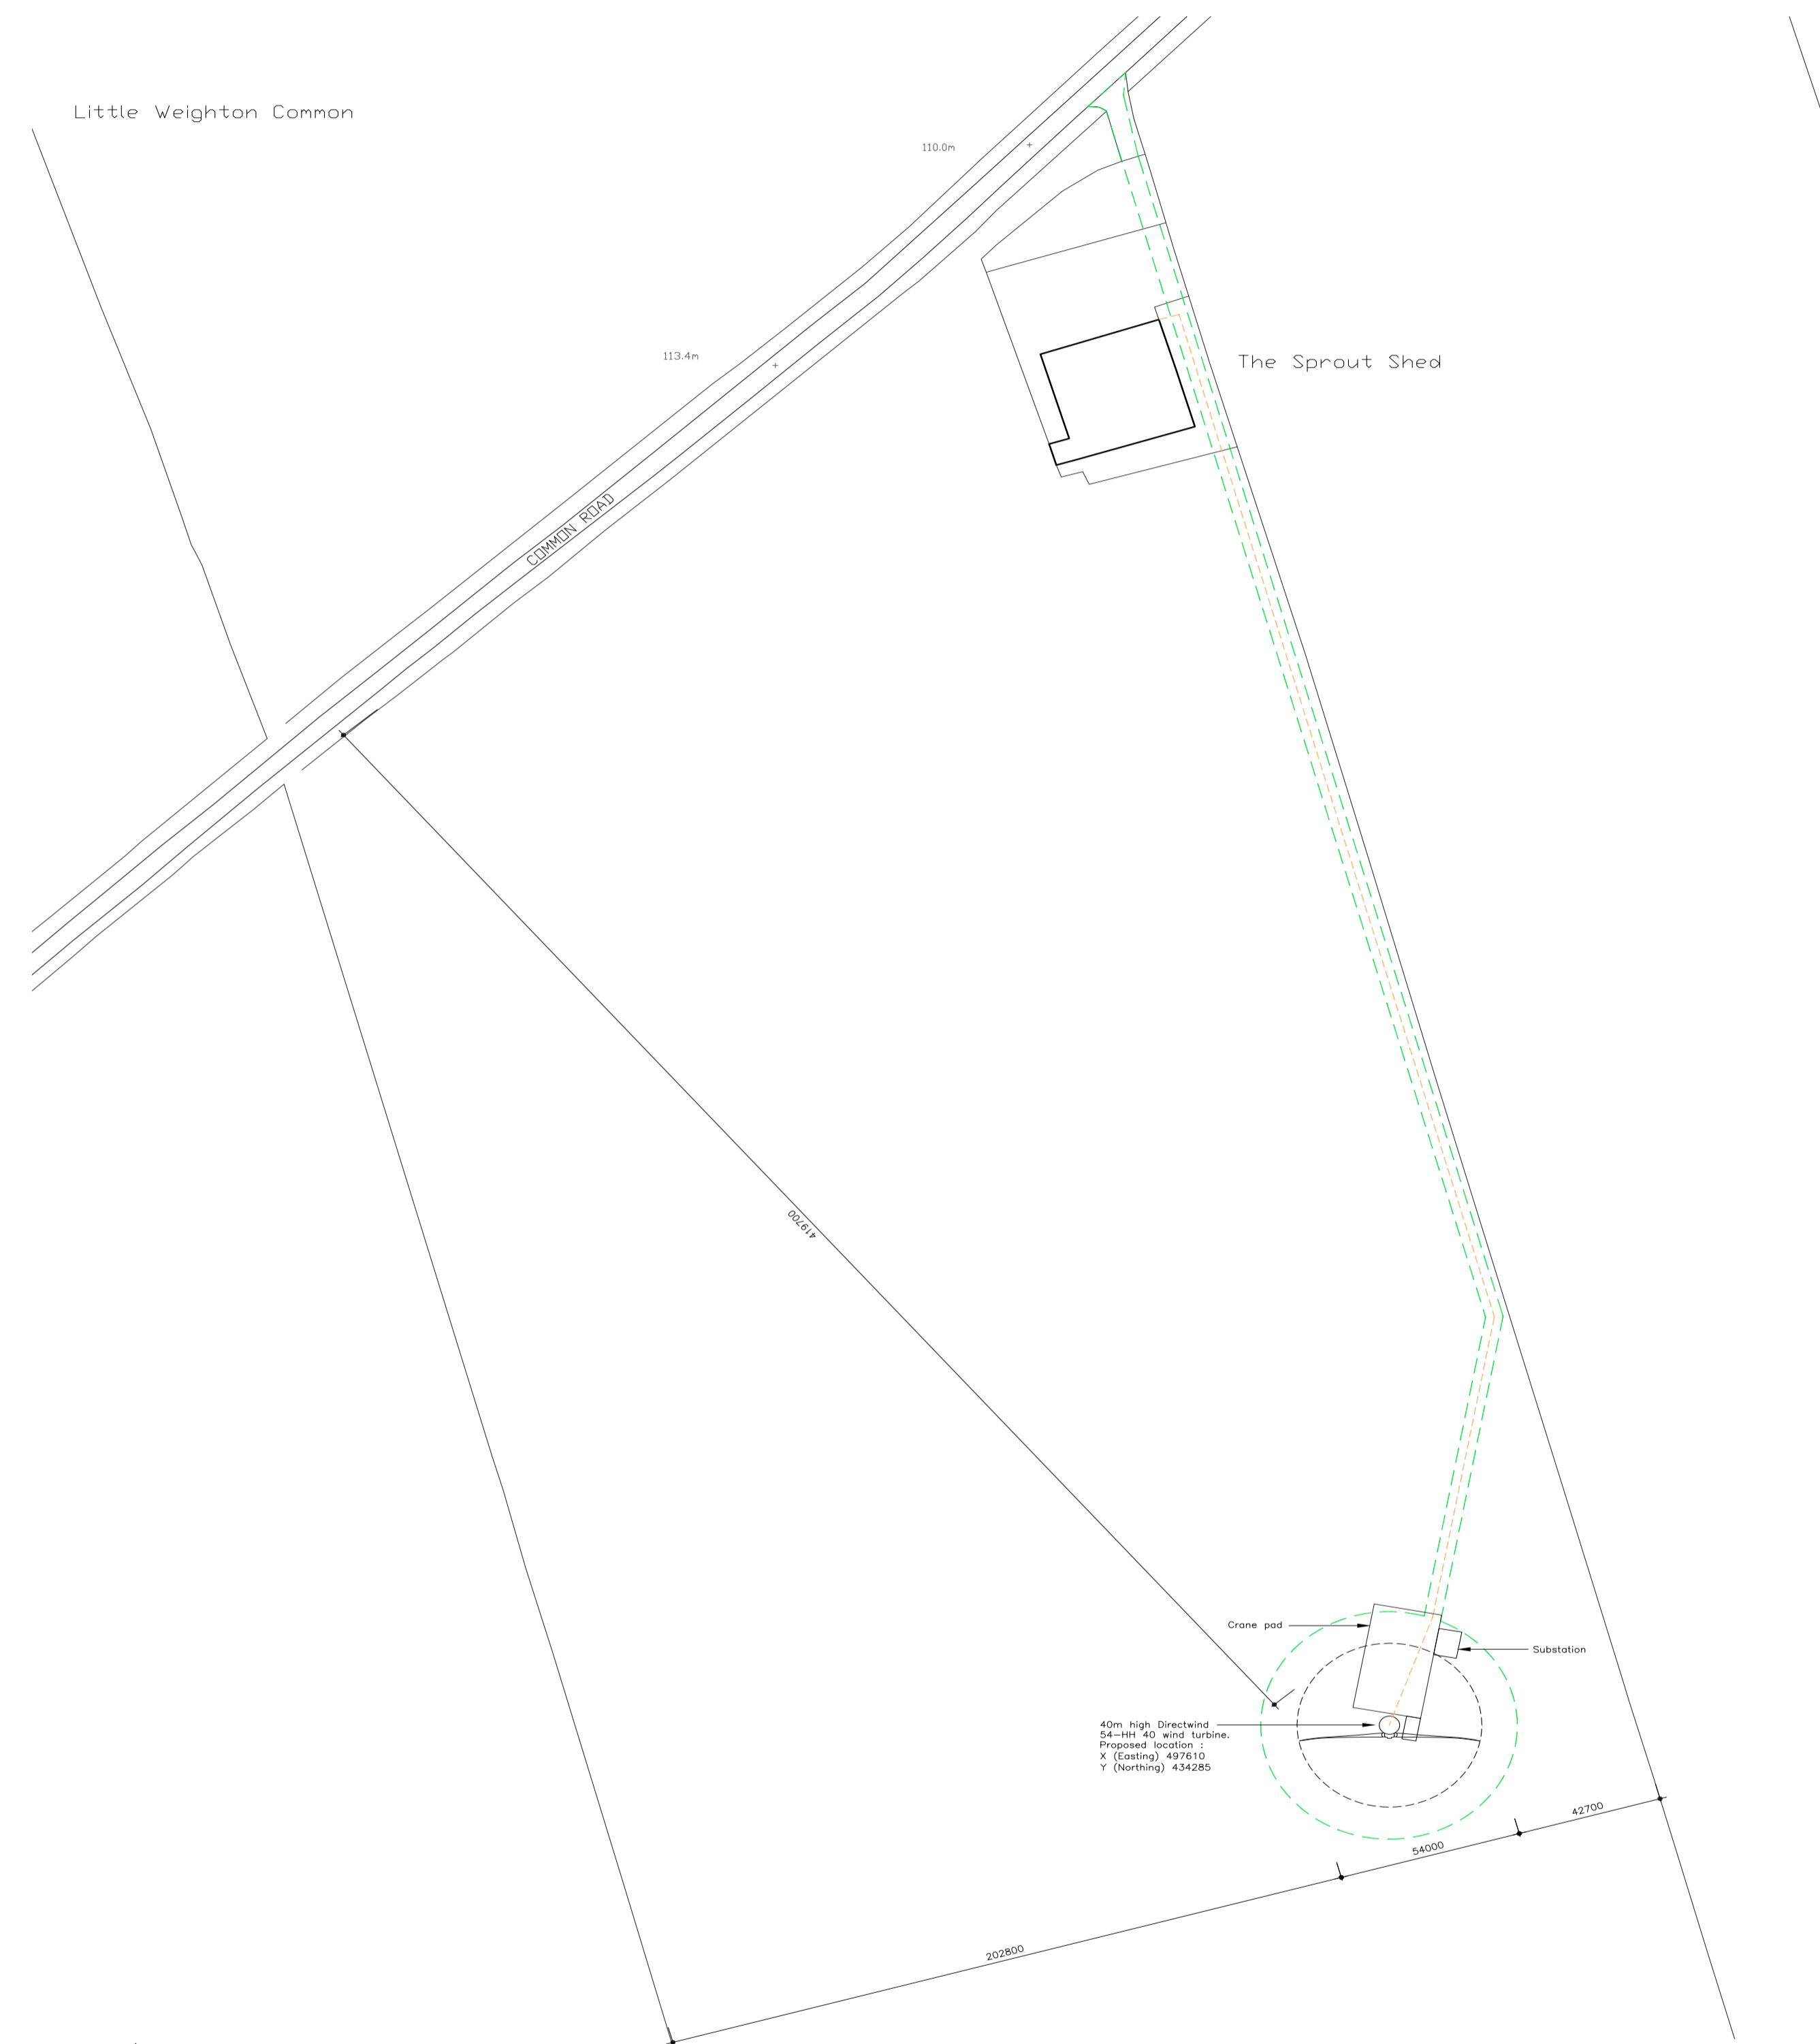 Little Weighton Common
110.0m
113.4m
The Sprout Shed
COMMON ROAD
419700
Crane pad
Substation
40m high Directwind
54-HH 40 wind turbine.
Proposed location :
X (Easting) 497610
Y (Northing) 434285
42700
54000
202800